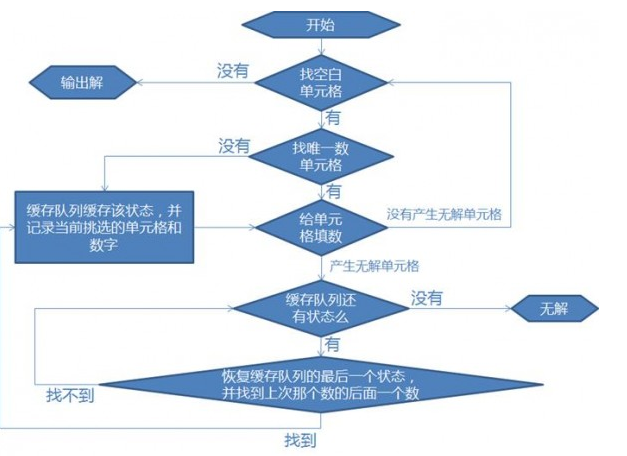 开始
没有
找空白
单元格
输出解
有
没有
找唯一数
单元格
有
缓存队列缓存该状态，并
记录当前挑选的单元格和
数字
给单元
格填数
没有产生无解单元格
产生无解单元格
缓存队列还
有状态么
没有
无解
有
恢复缓存队列的最后一个状态，
并找到上次那个数的后面一个数
找不到
找到